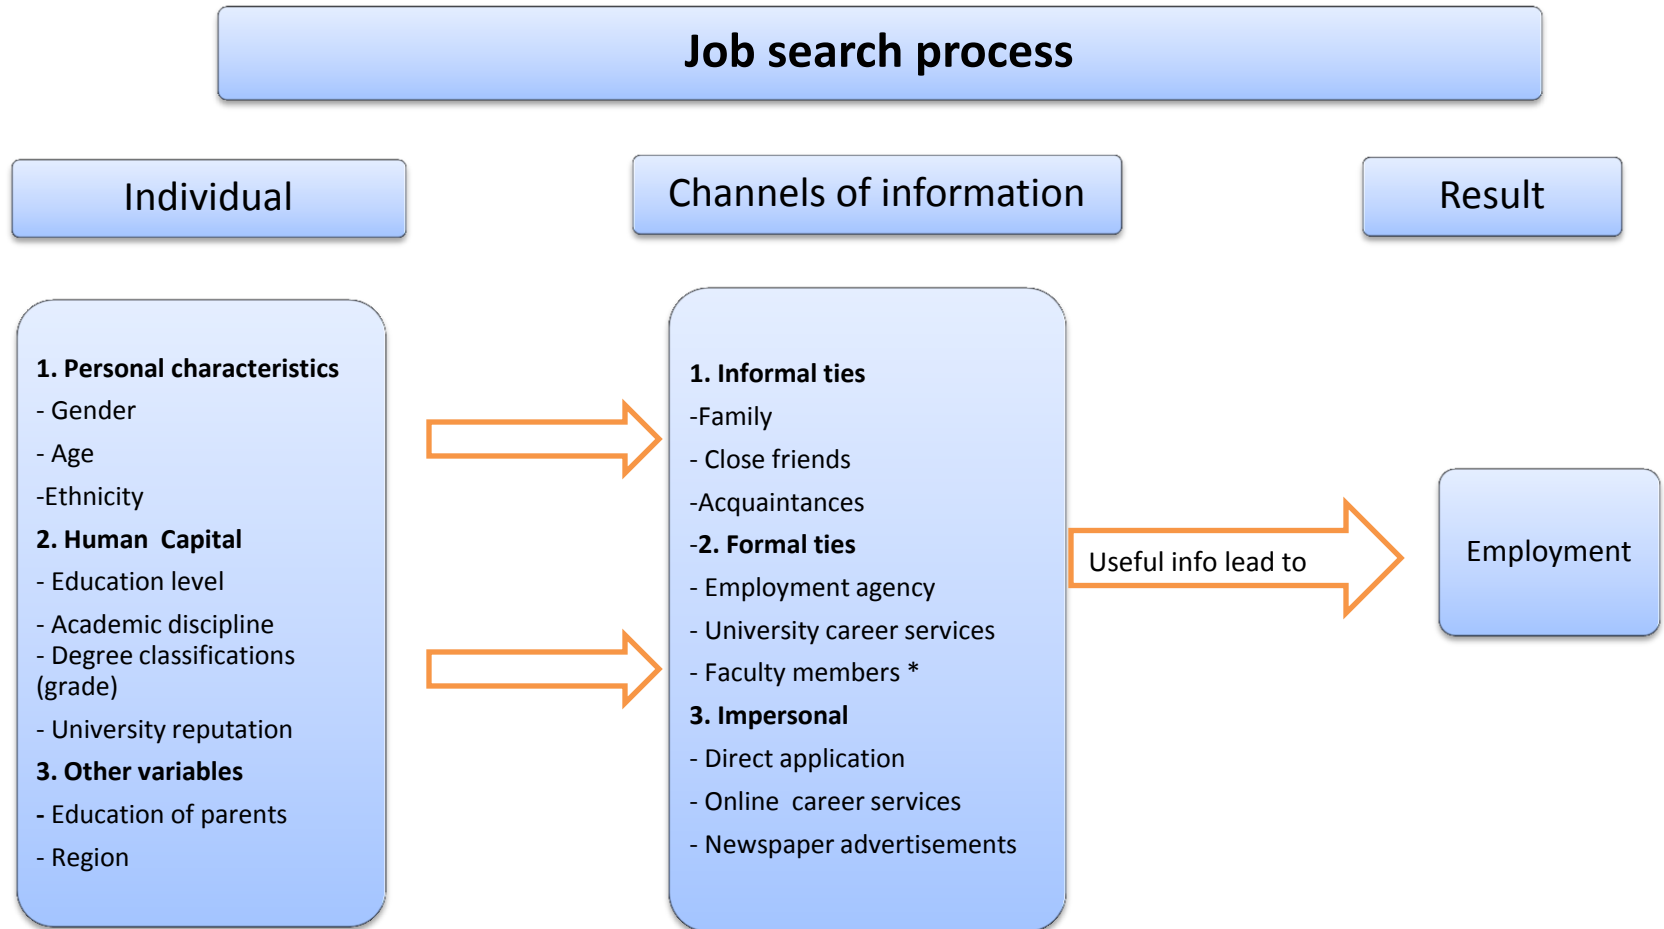 Job search process
Individual
Channels of information
Result
1. Personal characteristics
- Gender
- Age
-Ethnicity
2. Human  Capital
- Education level
- Academic discipline
- Degree classifications
(grade)
- University reputation
3. Other variables
- Education of parents
- Region
1. Informal ties
-Family
- Close friends
-Acquaintances
-2. Formal ties
- Employment agency
- University career services
- Faculty members *
3. Impersonal
- Direct application
- Online  career services
- Newspaper advertisements
Useful info lead to
Employment